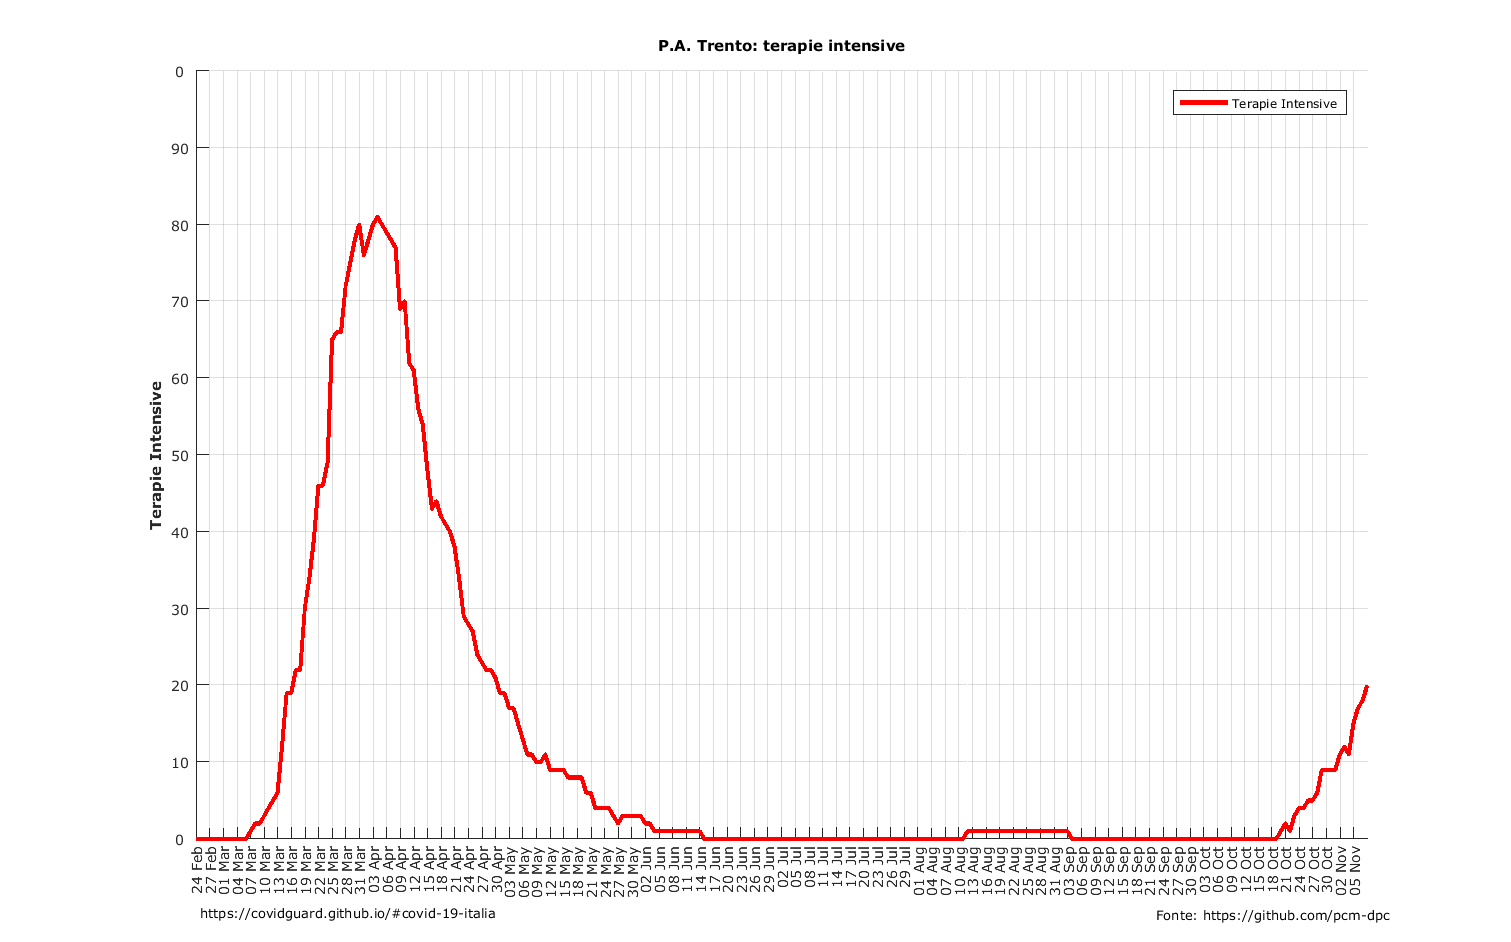 P.A. Trento: terapie intensive
Terapie Intensive
Terapie Intensive
0
90
80
70
60
50
40
30
20
10
0
24 Feb
27 Feb
01 Mar
04 Mar
07 Mar
10 Mar
13 Mar
16 Mar
19 Mar
22 Mar
25 Mar
28 Mar
31 Mar
03 Apr
06 Apr
09 Apr
12 Apr
15 Apr
18 Apr
21 Apr
24 Apr
27 Apr
30 Apr
03 May
06 May
09 May
12 May
15 May
18 May
21 May
24 May
27 May
30 May
02 Jun
05 Jun
08 Jun
11 Jun
14 Jun
17 Jun
20 Jun
23 Jun
26 Jun
29 Jun
02 Jul
05 Jul
08 Jul
11 Jul
14 Jul
17 Jul
20 Jul
23 Jul
26 Jul
29 Jul
01 Aug
04 Aug
07 Aug
10 Aug
13 Aug
16 Aug
19 Aug
22 Aug
25 Aug
28 Aug
31 Aug
03 Sep
06 Sep
09 Sep
12 Sep
15 Sep
18 Sep
21 Sep
24 Sep
27 Sep
30 Sep
03 Oct
06 Oct
09 Oct
12 Oct
15 Oct
18 Oct
21 Oct
24 Oct
27 Oct
30 Oct
02 Nov
05 Nov
https://covidguard.github.io/#covid-19-italia
Fonte: https://github.com/pcm-dpc